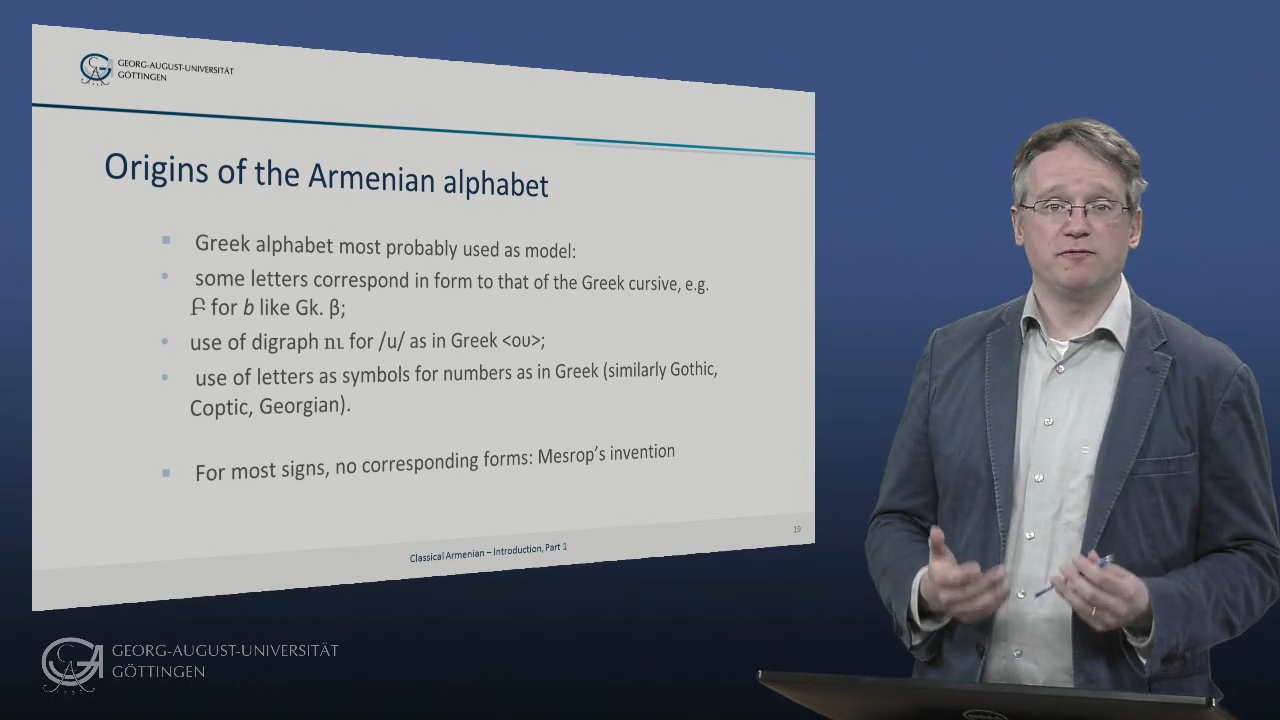 GEORG-AUGUST-UNIVERSITÄT
GÖTTINGEN
Origins of the Armenian alphabet
Greek alphabet most probably used as model:
some letters correspond in form to that of the Greek cursive, e.g.
Բ for b like Gk. β;
use of digraph ու for /u/ as in Greek <ου>;
use of letters as symbols for numbers as in Greek (similarly Gothic,
Coptic, Georgian).
For most signs, no corresponding forms: Mesrop's invention
19
Classical Armenian – Introduction, Part 1
GEORG-AUGUST-UNIVERSITÄT
GÖTTINGEN